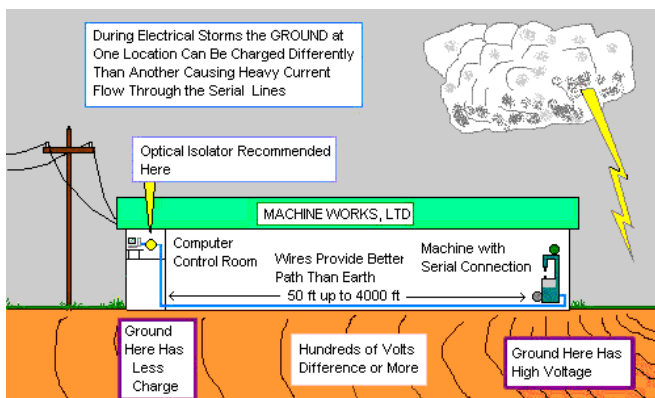 During Electrical Storms the GROUND at
One Location Can Be Charged Differently
Than Another Causing Heavy Current
Flow Through the Serial Lines
Optical Isolator Recommended
Here
MACHINE WORKS, LTD
Computer
Control Room
Wires Provide Better
Path Than Earth
Machine with
Serial Connection
50 ft up to 4000 ft
Ground
Here Has
Less
Charge
Hundreds of Volts
Difference or More
Ground Here Has
High Voltage